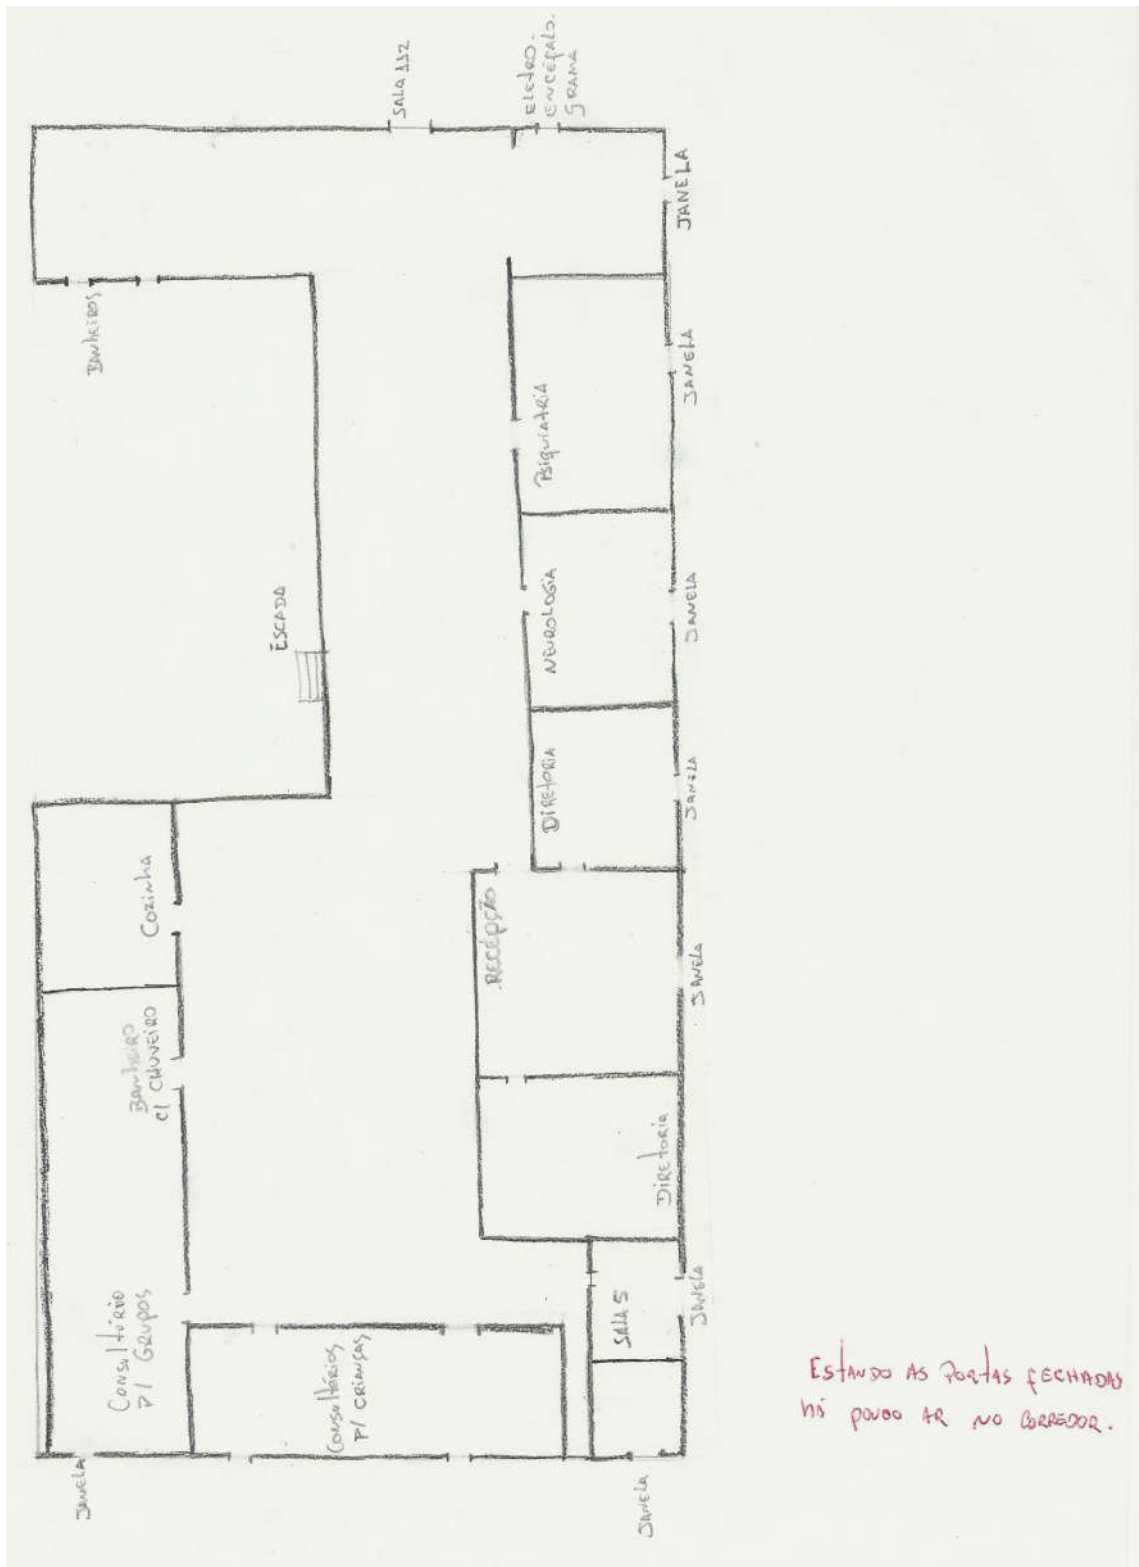 SALA 112
ELETRO-
ENCÉFALO-
GRAMA
JANELA
BANHEIROS
JANELA
PSIQUIATRIA
ESCADA
NEUROLOGIA
JANELA
DIRETORIA
JANELA
COZINHA
RECEPÇÃO
JANELA
BANHEIRO
C/ CHUVEIRO
DIRETORIA
JANELA
SALA 5
CONSULTÓRIO
P/ GRUPOS
CONSULTÓRIOS
P/ CRIANÇAS
JANELA
JANELA
ESTANDO AS PORTAS FECHADAS
há POUCO AR NO CORREDOR.